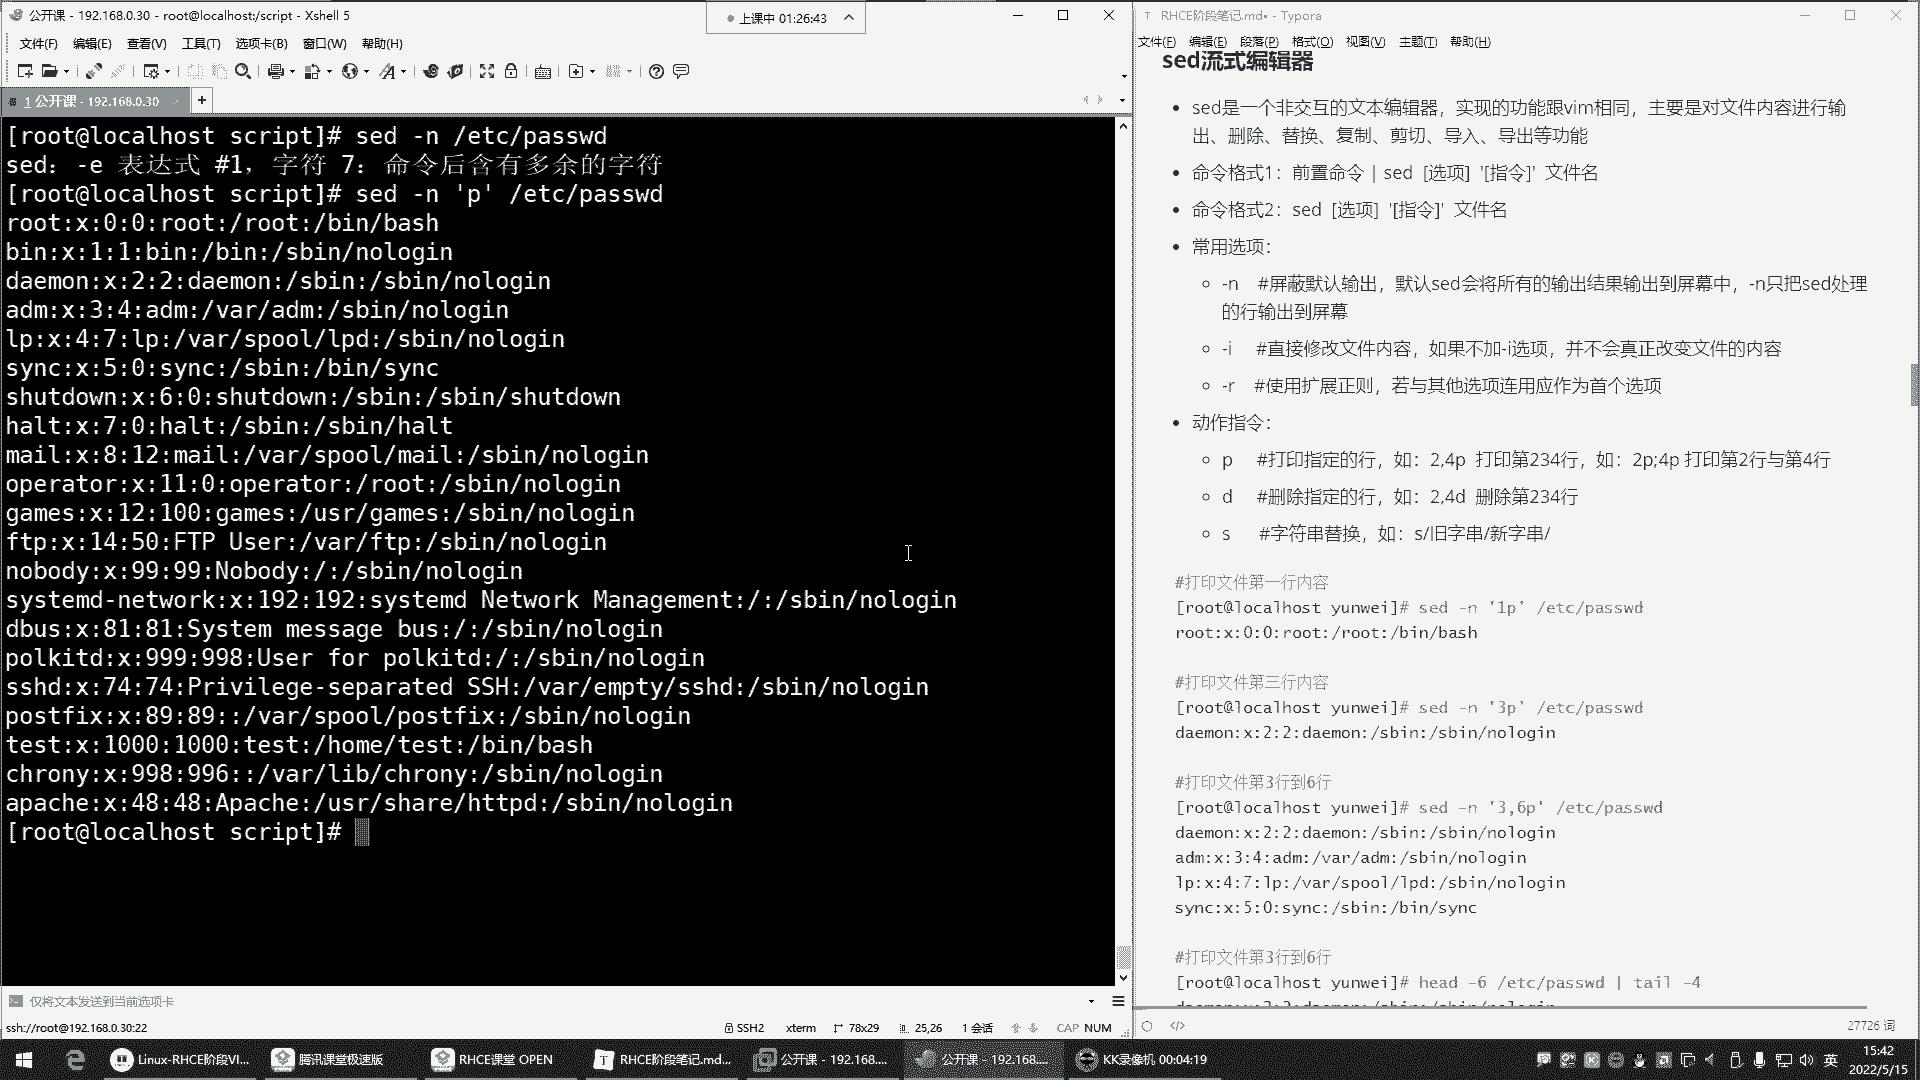 公开课 - 192.168.0.30 - root@localhost:/script - Xshell 5
上课中 01:26:43
文件(F) 编辑(E) 查看(V) 工具(T) 选项卡(B) 窗口(W) 帮助(H)
1 公开课 - 192.168.0.30
+
[root@localhost script]# sed -n /etc/passwd
sed：-e 表达式 #1，字符 7：命令后含有多余的字符
[root@localhost script]# sed -n 'p' /etc/passwd
root:x:0:0:root:/root:/bin/bash
bin:x:1:1:bin:/bin:/sbin/nologin
daemon:x:2:2:daemon:/sbin:/sbin/nologin
adm:x:3:4:adm:/var/adm:/sbin/nologin
lp:x:4:7:lp:/var/spool/lpd:/sbin/nologin
sync:x:5:0:sync:/sbin:/bin/sync
shutdown:x:6:0:shutdown:/sbin:/sbin/shutdown
halt:x:7:0:halt:/sbin:/sbin/halt
mail:x:8:12:mail:/var/spool/mail:/sbin/nologin
operator:x:11:0:operator:/root:/sbin/nologin
games:x:12:100:games:/usr/games:/sbin/nologin
ftp:x:14:50:FTP User:/var/ftp:/sbin/nologin
nobody:x:99:99:Nobody:/:/sbin/nologin
systemd-network:x:192:192:systemd Network Management:/:/sbin/nologin
dbus:x:81:81:System message bus:/:/sbin/nologin
polkitd:x:999:998:User for polkitd:/:/sbin/nologin
sshd:x:74:74:Privilege-separated SSH:/var/empty/sshd:/sbin/nologin
postfix:x:89:89::/var/spool/postfix:/sbin/nologin
test:x:1000:1000:test:/home/test:/bin/bash
chrony:x:998:996::/var/lib/chrony:/sbin/nologin
apache:x:48:48:Apache:/usr/share/httpd:/sbin/nologin
[root@localhost script]#
仅将文本发送到当前选项卡
ssh://root@192.168.0.30:22 SSH2 xterm 78x29 25,26 1 会话 CAP NUM
RHCE阶段笔记.md• - Typora
文件(F) 编辑(E) 段落(P) 格式(O) 视图(V) 主题(T) 帮助(H)
sed流式编辑器
• sed是一个非交互的文本编辑器，实现的功能跟vim相同，主要是对文件内容进行输
出、删除、替换、复制、剪切、导入、导出等功能
• 命令格式1：前置命令 | sed [选项] '[指令]' 文件名
• 命令格式2：sed [选项] '[指令]' 文件名
• 常用选项：
-n #屏蔽默认输出，默认sed会将所有的输出结果输出到屏幕中，-n只把sed处理
的行输出到屏幕
-i #直接修改文件内容，如果不加-i选项，并不会真正改变文件的内容
-r #使用扩展正则，若与其他选项连用应作为首个选项
• 动作指令：
p #打印指定的行，如：2,4p 打印第234行，如：2p;4p 打印第2行与第4行
d #删除指定的行，如：2,4d 删除第234行
s #字符串替换，如：s/旧字串/新字串/
#打印文件第一行内容
[root@localhost yunwei]# sed -n '1p' /etc/passwd
root:x:0:0:root:/root:/bin/bash
#打印文件第三行内容
[root@localhost yunwei]# sed -n '3p' /etc/passwd
daemon:x:2:2:daemon:/sbin:/sbin/nologin
#打印文件第3行到6行
[root@localhost yunwei]# sed -n '3,6p' /etc/passwd
daemon:x:2:2:daemon:/sbin:/sbin/nologin
adm:x:3:4:adm:/var/adm:/sbin/nologin
lp:x:4:7:lp:/var/spool/lpd:/sbin/nologin
sync:x:5:0:sync:/sbin:/bin/sync
#打印文件第3行到6行
[root@localhost yunwei]# head -6 /etc/passwd | tail -4
27726 词
Linux-RHCE阶段VI... 腾讯课堂极速版 RHCE课堂 OPEN RHCE阶段笔记.md... 公开课 - 192.168.... 公开课 - 192.168.... KK录像机 00:04:19
英
15:42
2022/5/15